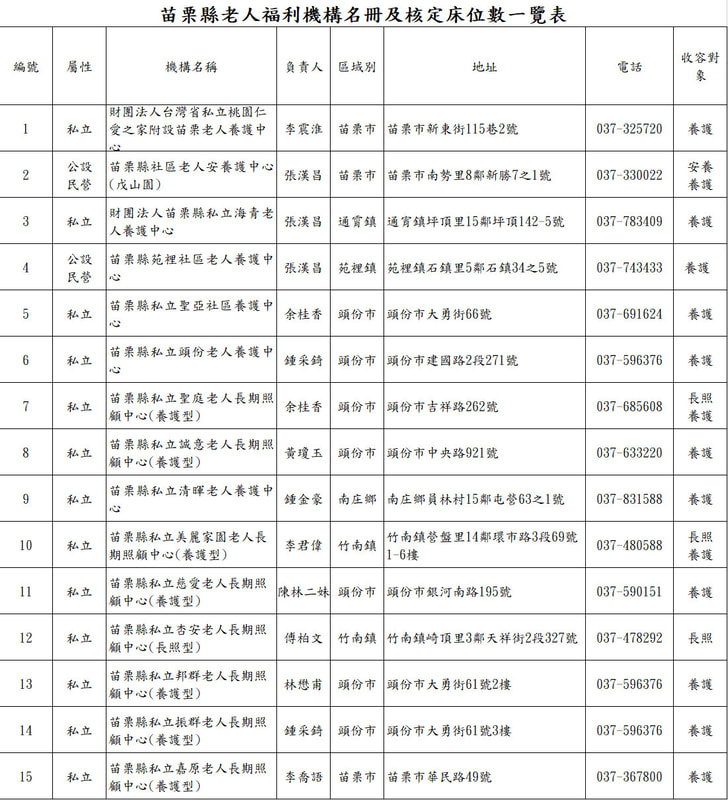 苗栗縣老人福利機構名冊及核定床位數一覽表
編號 屬性 機構名稱 負責人 區域別 地址 電話 收容對象
1 私立 財團法人台灣省私立桃園仁愛之家附設苗栗老人養護中心 李震淮 苗栗市 苗栗市新東街115巷2號 037-325720 養護
2 公設民營 苗栗縣社區老人安養護中心(戊山園) 張漢昌 苗栗市 苗栗市南勢里8鄰新勝7之1號 037-330022 安養養護
3 私立 財團法人苗栗縣私立海青老人養護中心 張漢昌 通霄鎮 通霄鎮坪頂里15鄰坪頂142-5號 037-783409 養護
4 公設民營 苗栗縣苑裡社區老人養護中心 張漢昌 苑裡鎮 苑裡鎮石鎮里5鄰石鎮34之5號 037-743433 養護
5 私立 苗栗縣私立聖亞社區養護中心 余桂香 頭份市 頭份市大勇街66號 037-691624 養護
6 私立 苗栗縣私立頭份老人養護中心 鍾采錡 頭份市 頭份市建國路2段271號 037-596376 養護
7 私立 苗栗縣私立聖庭老人長期照顧中心(養護型) 余桂香 頭份市 頭份市吉祥路262號 037-685608 長照養護
8 私立 苗栗縣私立誠意老人長期照顧中心(養護型) 黃瓊玉 頭份市 頭份市中央路921號 037-633220 養護
9 私立 苗栗縣私立清暉老人養護中心 鍾金豪 南庄鄉 南庄鄉員林村15鄰屯營63之1號 037-831588 養護
10 私立 苗栗縣私立美麗家園老人長期照顧中心(養護型) 李君偉 竹南鎮 竹南鎮營盤里14鄰環市路3段69號1-6樓 037-480588 長照養護
11 私立 苗栗縣私立慈愛老人長期照顧中心(養護型) 陳林二妹 頭份市 頭份市銀河南路195號 037-590151 養護
12 私立 苗栗縣私立杏安老人長期照顧中心(長照型) 傅柏文 竹南鎮 竹南鎮崎頂里3鄰天祥街2段327號 037-478292 長照
13 私立 苗栗縣私立邦群老人長期照顧中心(養護型) 林懋甫 頭份市 頭份市大勇街61號2樓 037-596376 養護
14 私立 苗栗縣私立振群老人長期照顧中心(養護型) 鍾采錡 頭份市 頭份市大勇街61號3樓 037-596376 養護
15 私立 苗栗縣私立嘉原老人長期照顧中心(養護型) 李喬語 苗栗市 苗栗市華民路49號 037-367800 養護